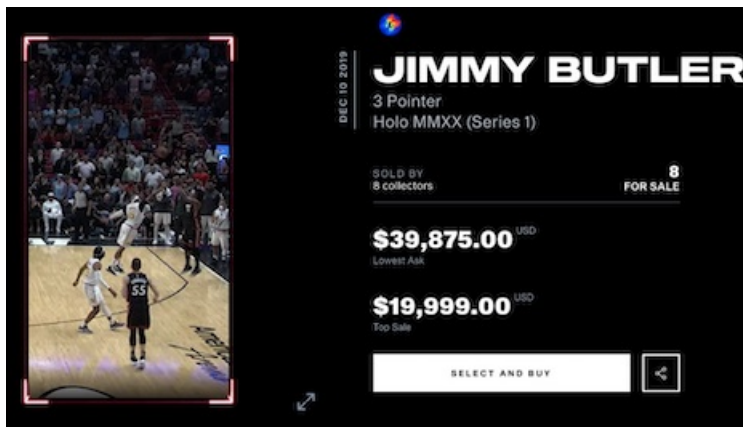 DEC 10 2019
JIMMY BUTLER
3 Pointer
Holo MMXX (Series 1)
SOLD BY
8 collectors
8
FOR SALE
$39,875.00 USD
Lowest Ask
$19,999.00 USD
Top Sale
SELECT AND BUY
55